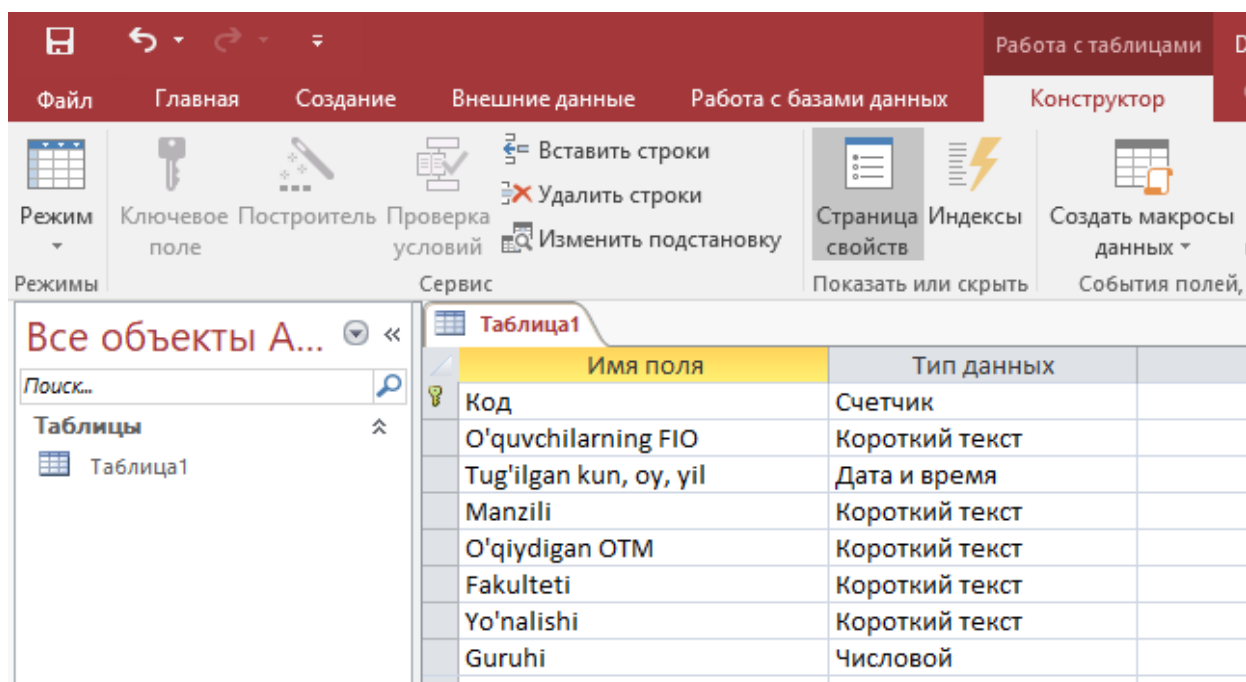 Работа с таблицами
Файл Главная Создание Внешние данные Работа с базами данных Конструктор
Вставить строки
Удалить строки
Изменить подстановку
Режим
Ключевое поле
Построитель
Проверка условий
Страница свойств
Индексы
Создать макросы данных
Режимы Сервис Показать или скрыть События полей,
Все объекты A...
Поиск...
Таблицы
Таблица1
Таблица1
Имя поля Тип данных
Код Счетчик
O'quvchilarning FIO Короткий текст
Tug'ilgan kun, oy, yil Дата и время
Manzili Короткий текст
O'qiydigan OTM Короткий текст
Fakulteti Короткий текст
Yo'nalishi Короткий текст
Guruhi Числовой